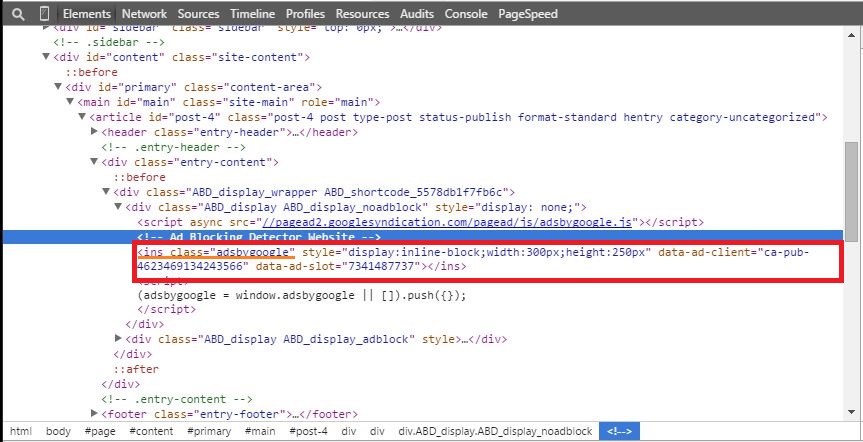 Elements Network Sources Timeline Profiles Resources Audits Console PageSpeed
<div id="sidebar" class="sidebar" style="top: 0px;">…</div>
<!-- .sidebar -->
<div id="content" class="site-content">
::before
<div id="primary" class="content-area">
<main id="main" class="site-main" role="main">
<article id="post-4" class="post-4 post type-post status-publish format-standard hentry category-uncategorized">
<header class="entry-header">…</header>
<!-- .entry-header -->
<div class="entry-content">
::before
<div class="ABD_display_wrapper ABD_shortcode_5578db1f7fb6c">
<div class="ABD_display ABD_display_noadblock" style="display: none;">
<script async src="//pagead2.googlesyndication.com/pagead/js/adsbygoogle.js"></script>
<!-- Ad Blocking Detector Website -->
<ins class="adsbygoogle" style="display:inline-block;width:300px;height:250px" data-ad-client="ca-pub-
4623469134243566" data-ad-slot="7341487737"></ins>
<script>
(adsbygoogle = window.adsbygoogle || []).push({});
</script>
</div>
<div class="ABD_display ABD_display_adblock" style>…</div>
</div>
::after
</div>
<!-- .entry-content -->
<footer class="entry-footer">…</footer>
html body #page #content #primary #main #post-4 div div div.ABD_display.ABD_display_noadblock <!-->